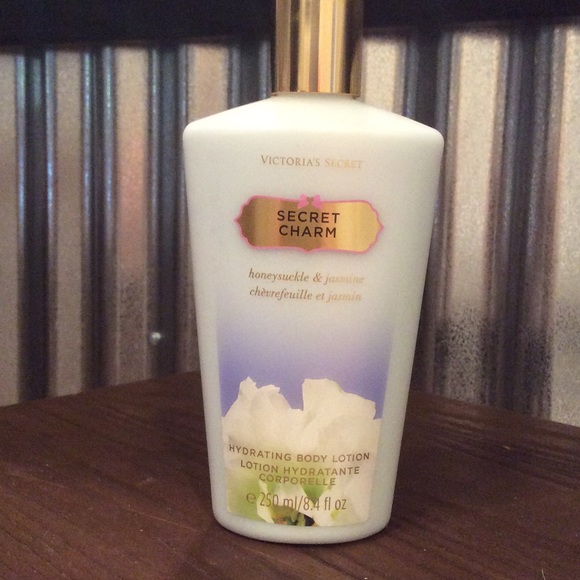 VICTORIA'S SECRET
SECRET
CHARM
honeysuckle & jasmine
chèvrefeuille et jasmin
HYDRATING BODY LOTION
LOTION HYDRATANTE
CORPORELLE
℮ 250 ml/8.4 fl oz